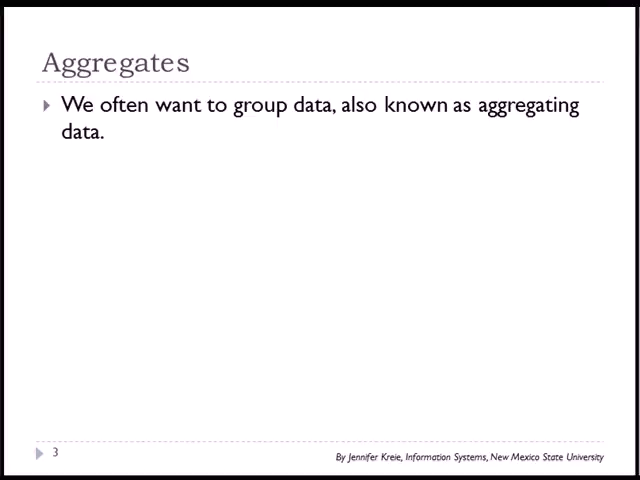 Aggregates
We often want to group data, also known as aggregating
data.
3
By Jennifer Kreie, Information Systems, New Mexico State University